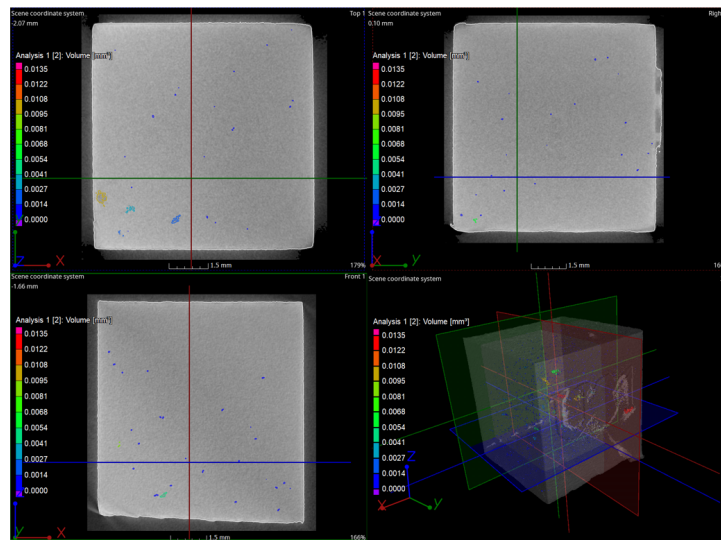 Scene coordinate system
-2.07 mm
Top 1
Analysis 1 [2]: Volume [mm³]
0.0135
0.0122
0.0108
0.0095
0.0081
0.0068
0.0054
0.0041
0.0027
0.0014
0.0000
Z
X
1.5 mm
179%
Scene coordinate system
0.10 mm
Righ
Analysis 1 [2]: Volume [mm³]
0.0135
0.0122
0.0108
0.0095
0.0081
0.0068
0.0054
0.0041
0.0027
0.0014
0.0000
X
Y
1.5 mm
Scene coordinate system
-1.66 mm
Front 1
Analysis 1 [2]: Volume [mm³]
0.0135
0.0122
0.0108
0.0095
0.0081
0.0068
0.0054
0.0041
0.0027
0.0014
0.0000
Y
X
1.5 mm
166%
Scene coordinate system
Analysis 1 [2]: Volume [mm³]
0.0135
0.0122
0.0108
0.0095
0.0081
0.0068
0.0054
0.0041
0.0027
0.0014
0.0000
Z
X
Y